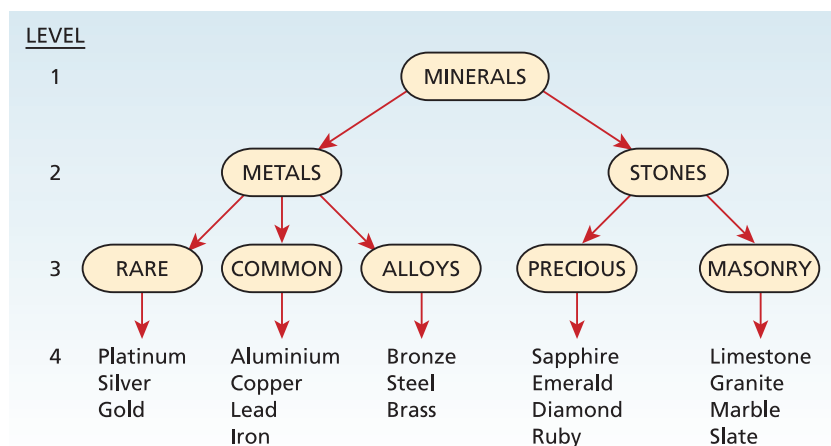 LEVEL
1 MINERALS
2 METALS STONES
3 RARE COMMON ALLOYS PRECIOUS MASONRY
4 Platinum Aluminium Bronze Sapphire Limestone
Silver Copper Steel Emerald Granite
Gold Lead Brass Diamond Marble
Iron Ruby Slate